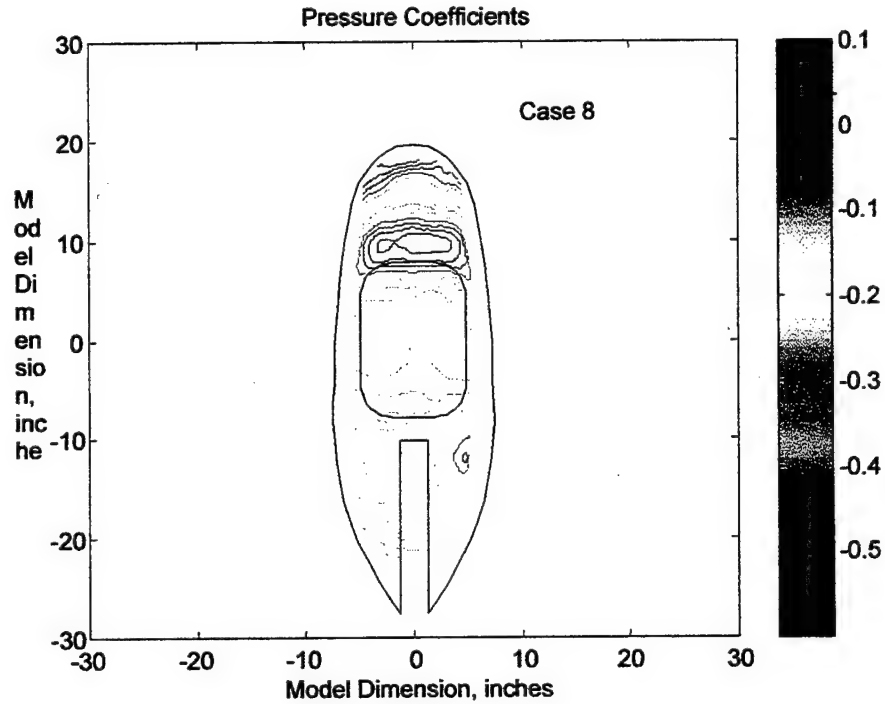 Pressure Coefficients
Case 8
30
20
10
0
-10
-20
-30
M
od
el
Di
m
en
sio
n,
inc
he
-30
-20
-10
0
10
20
30
Model Dimension, inches
0.1
0
-0.1
-0.2
-0.3
-0.4
-0.5